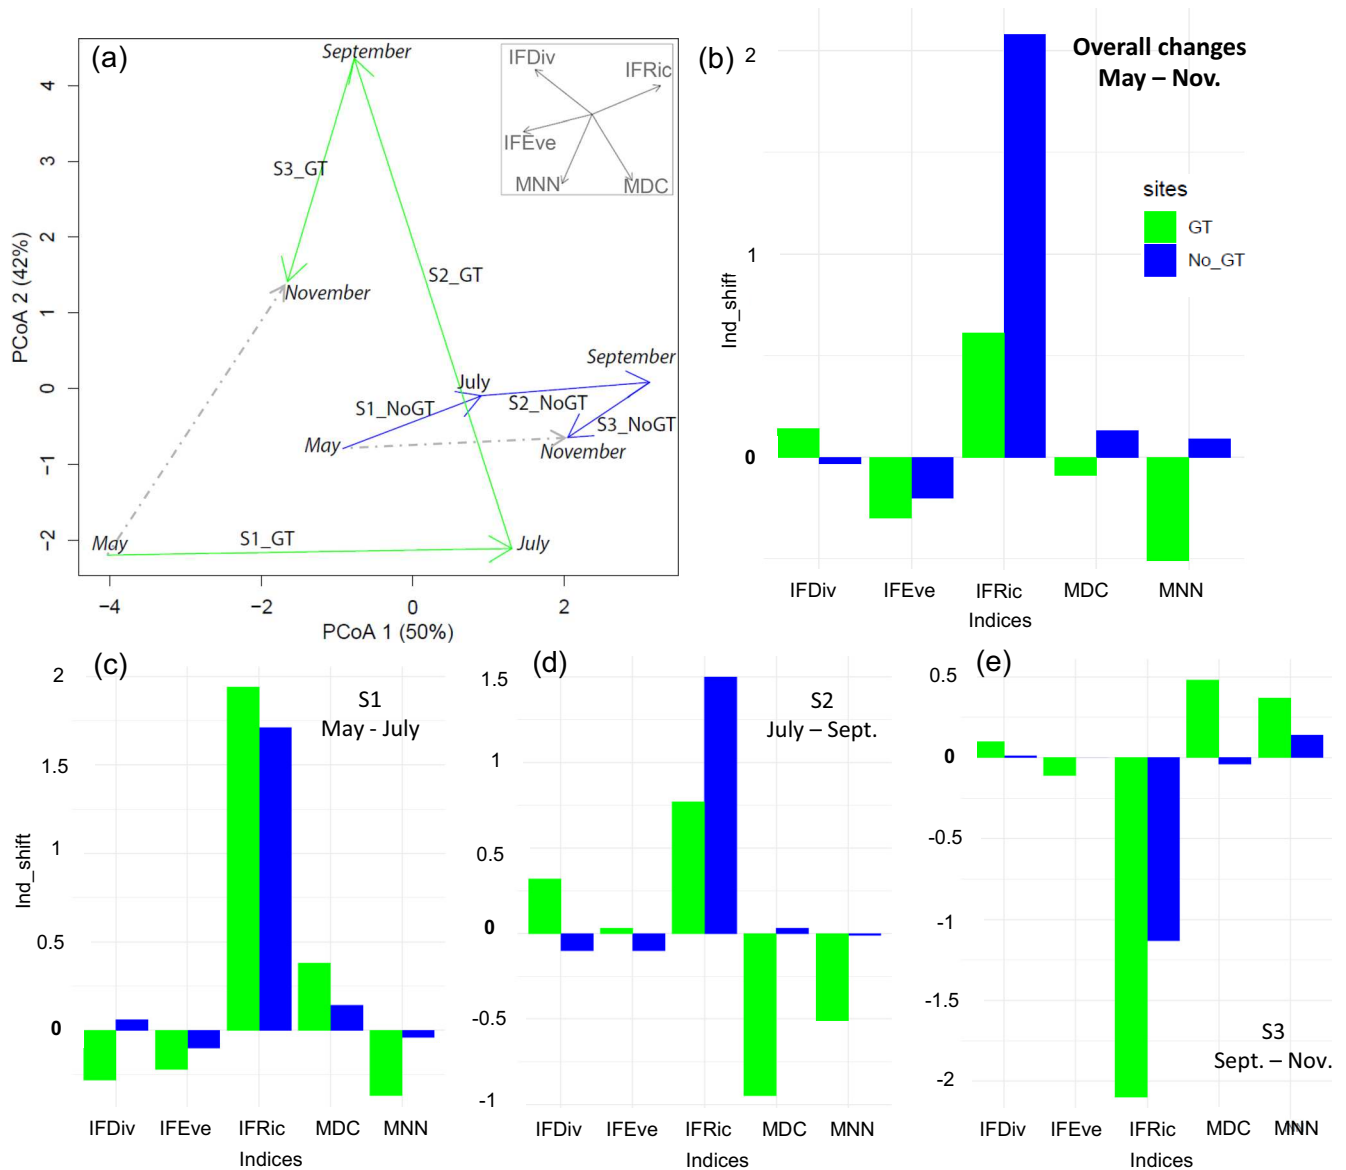 (a)
September
IFDiv
IFRic
IFEve
MNN
MDC
S3_GT
S2_GT
November
September
July
S1_NoGT
S2_NoGT
S3_NoGT
May
November
May
S1_GT
July
4
3
2
1
0
−1
−2
PCoA 2 (42%)
−4
−2
0
2
PCoA 1 (50%)
(b)
Overall changes
May – Nov.
2
1
0
Ind_shift
sites
GT
No_GT
IFDiv
IFEve
IFRic
MDC
MNN
Indices
(c)
S1
May - July
2
1.5
1
0.5
0
Ind_shift
IFDiv
IFEve
IFRic
MDC
MNN
Indices
(d)
S2
July – Sept.
1.5
1
0.5
0
-0.5
-1
IFDiv
IFEve
IFRic
MDC
MNN
Indices
(e)
0.5
0
-0.5
-1
-1.5
-2
S3
Sept. – Nov.
IFDiv
IFEve
IFRic
MDC
MNN
Indices